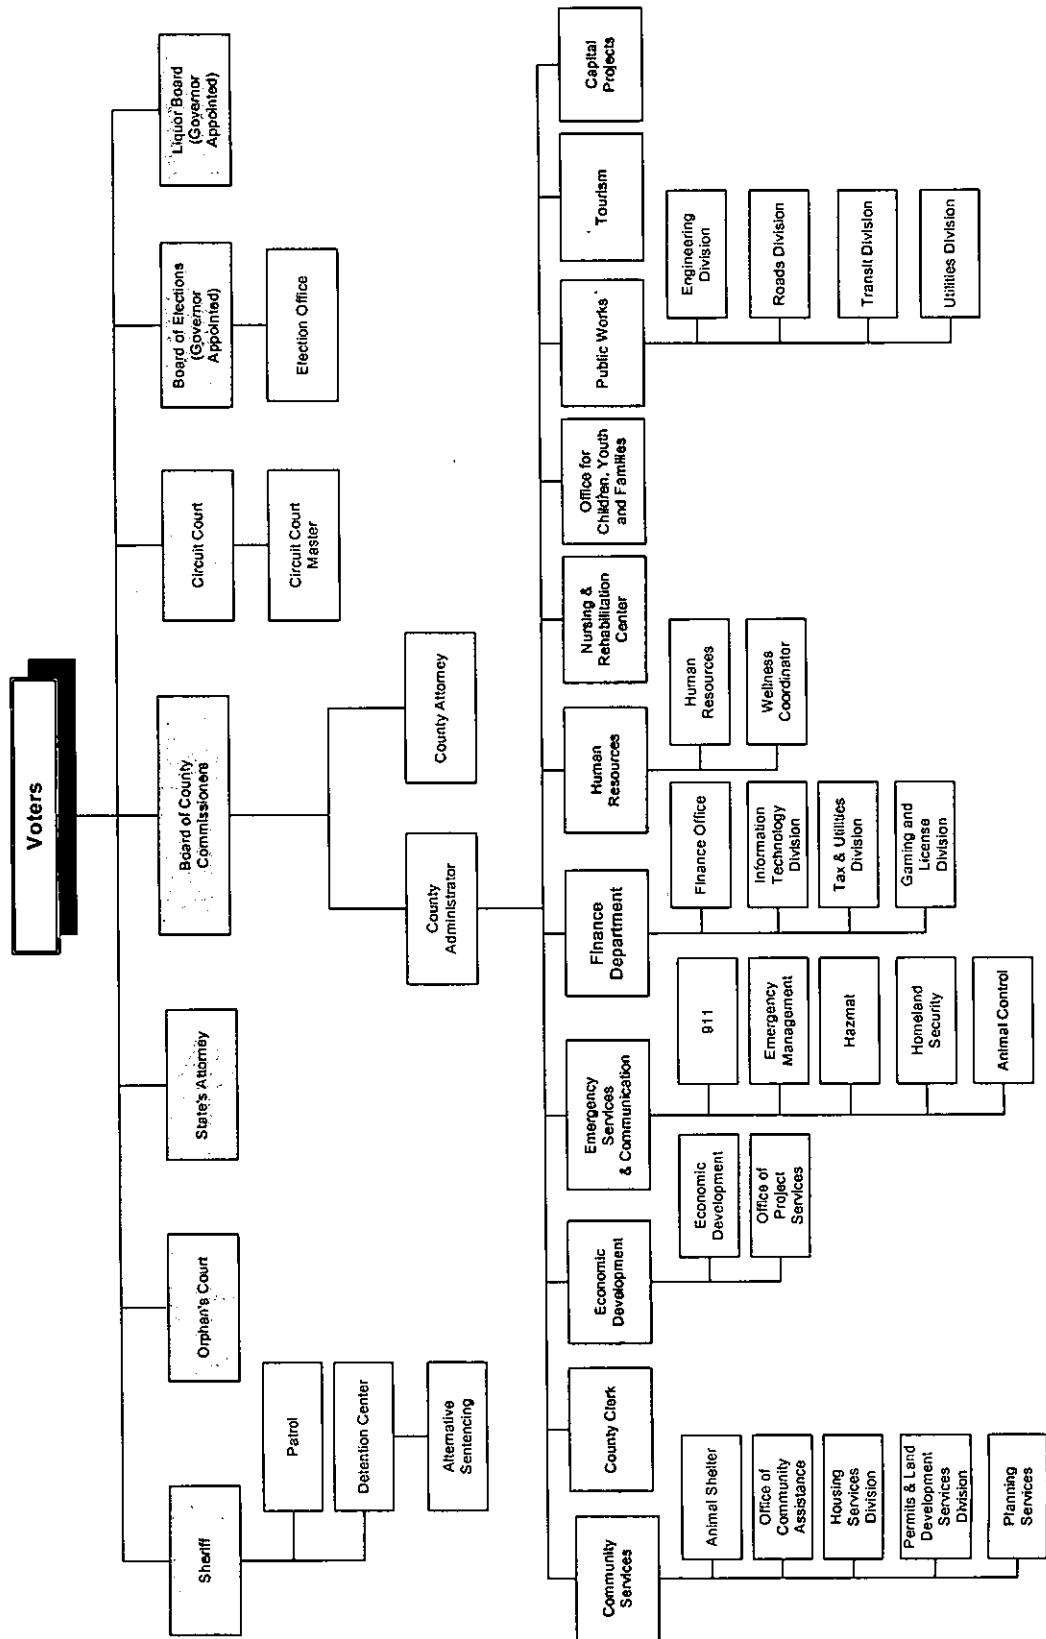 Voters
Sheriff
Orphan's Court
State's Attorney
Board of County
Commissioners
Circuit Court
Board of Elections
(Governor
Appointed)
Liquor Board
(Governor
Appointed)
Patrol
Detention Center
Alternative
Sentencing
Circuit Court
Master
Election Office
County
Administrator
County Attorney
Community
Services
County Clerk
Economic
Development
Emergency
Services
& Communication
Finance
Department
Human
Resources
Nursing &
Rehabilitation
Center
Office for
Children, Youth
and Families
Public Works
Tourism
Capital
Projects
Animal Shelter
Office of
Community
Assistance
Housing
Services
Division
Permits & Land
Development
Services
Division
Planning
Services
Economic
Development
Office of
Project
Services
911
Emergency
Management
Hazmat
Homeland
Security
Animal Control
Finance Office
Information
Technology
Division
Tax & Utilities
Division
Gaming and
License
Division
Human
Resources
Wellness
Coordinator
Engineering
Division
Roads Division
Transit Division
Utilities Division